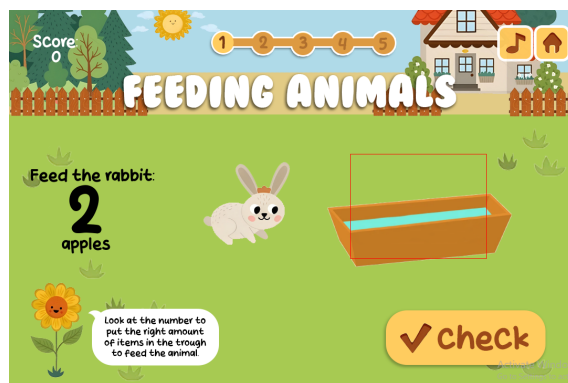 Score
0
1 2 3 4 5
FEEDING ANIMALS
Feed the rabbit:
2
apples
Look at the number to
put the right amount
of items in the trough
to feed the animal.
Check